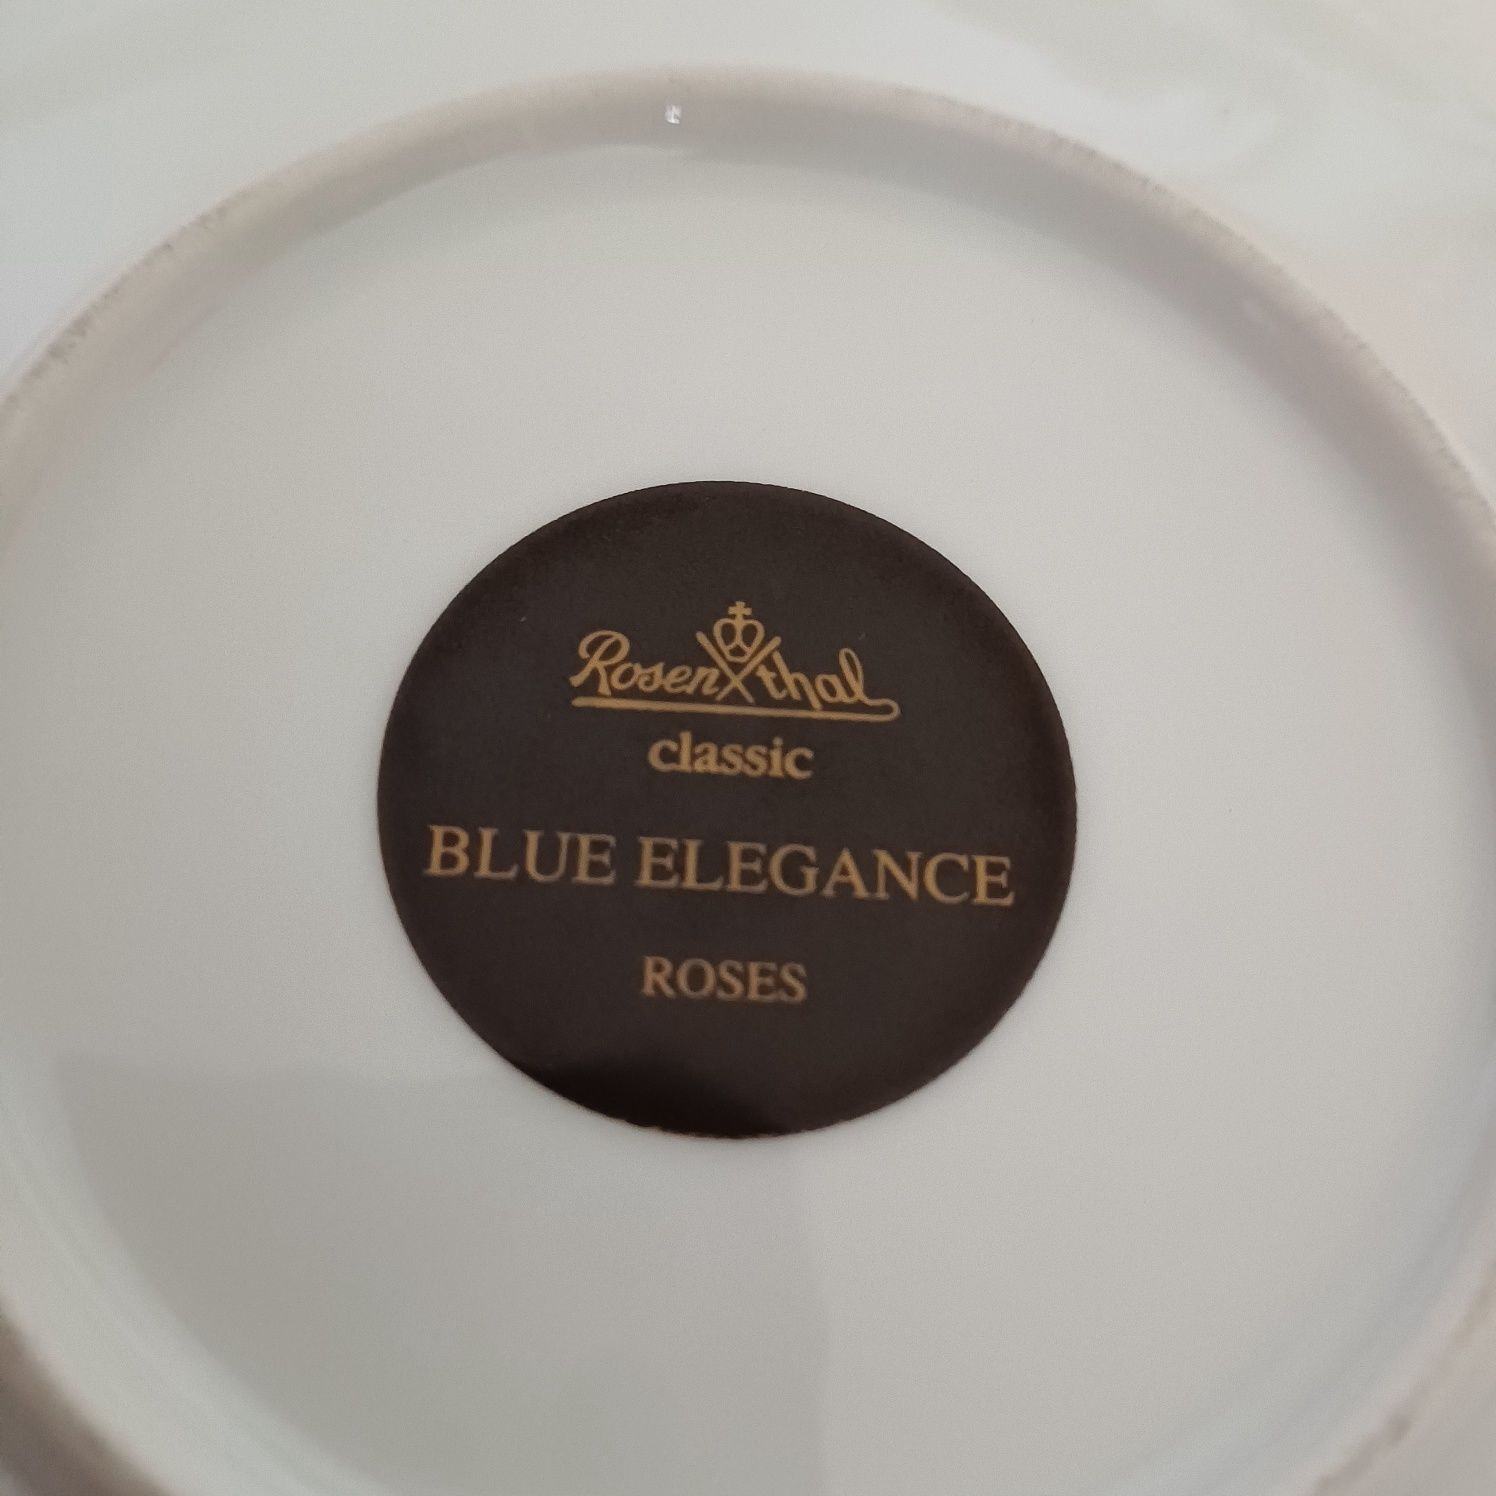 Rosenthal
classic
BLUE ELEGANCE
ROSES